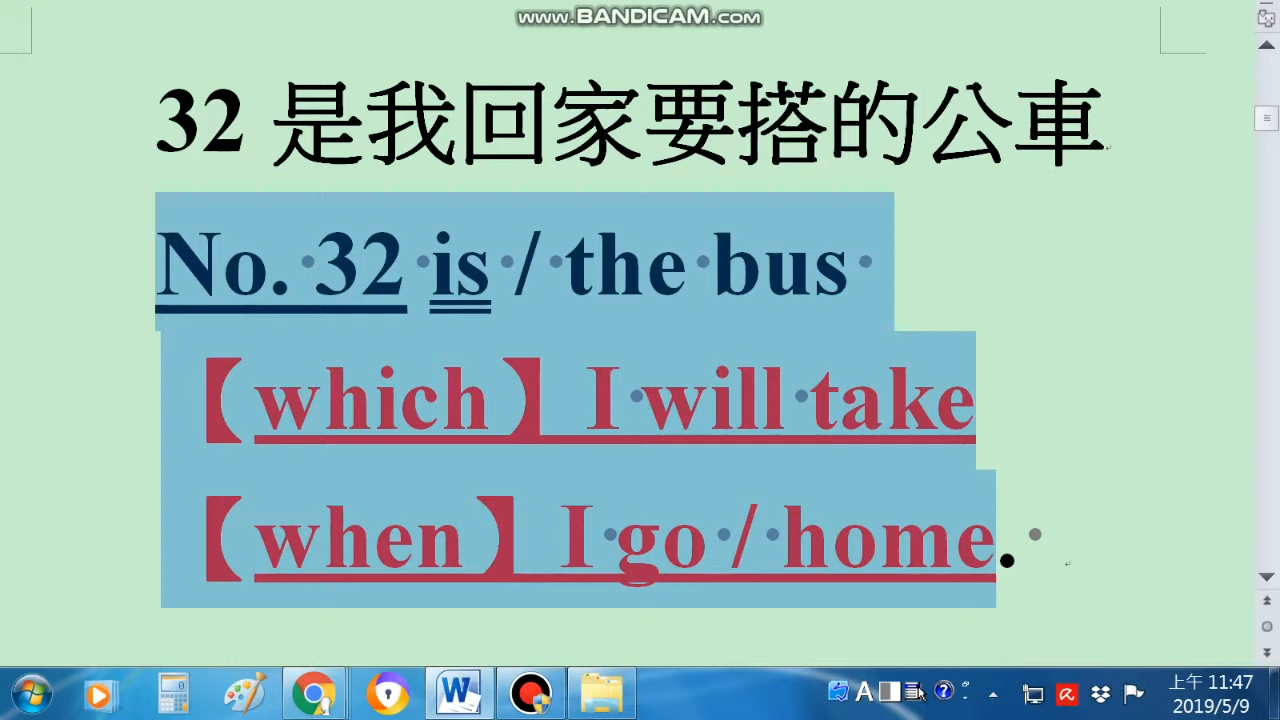 www.BANDICAM.com
32 是我回家要搭的公車
No. 32 is / the bus
【which】I will take
【when】I go / home.
上午 11:47
2019/5/9